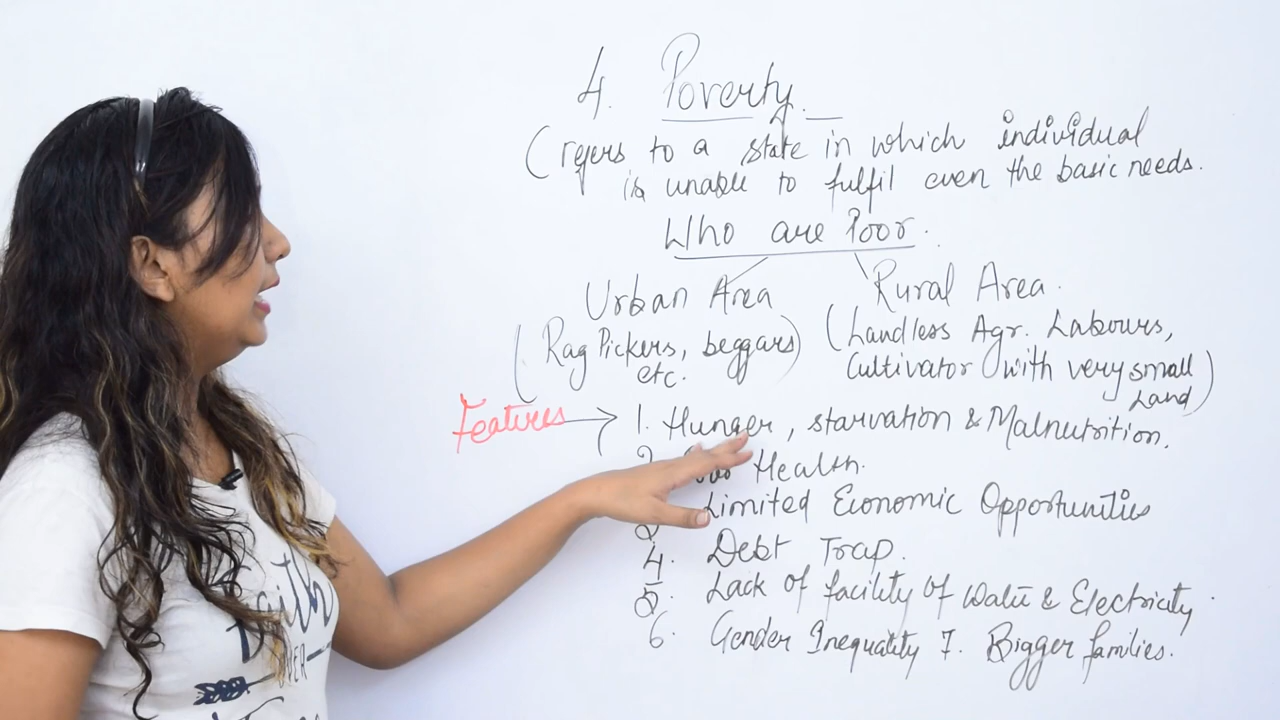 4. Poverty.
(refers to a state in which individual
is unable to fulfil even the basic needs.
Who are Poor.
Urban Area
Rural Area.
(Rag Pickers, beggars)
etc.
(Landless Agr. Labours,
Cultivator with very small
Land)
Features → 1. Hunger, starvation & Malnutrition.
Health.
Limited Economic Opportunities
4. Debt Trap.
5. Lack of facility of Water & Electricity.
6. Gender Inequality 7. Bigger families.
Faith
OVER